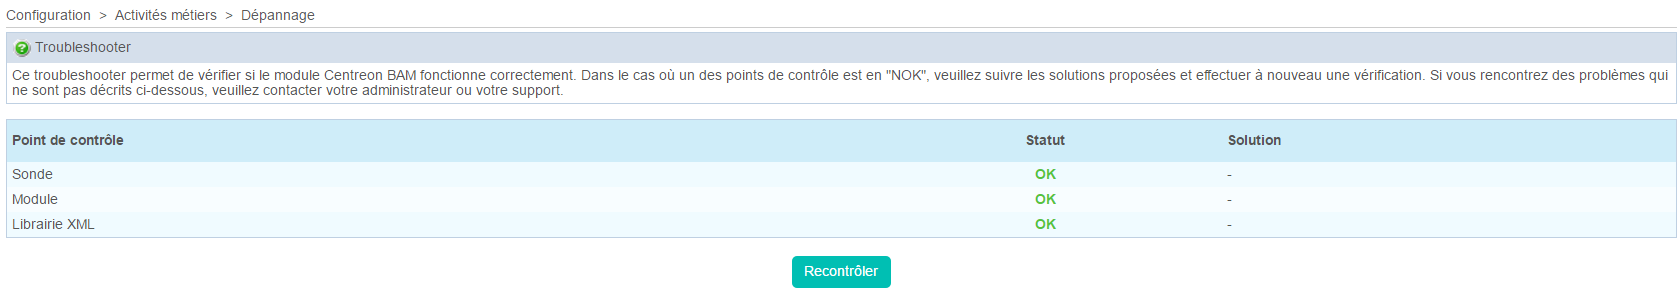 Configuration > Activités métiers > Dépannage
Troubleshooter
Ce troubleshooter permet de vérifier si le module Centreon BAM fonctionne correctement. Dans le cas où un des points de contrôle est en "NOK", veuillez suivre les solutions proposées et effectuer à nouveau une vérification. Si vous rencontrez des problèmes qui
ne sont pas décrits ci-dessous, veuillez contacter votre administrateur ou votre support.
Point de contrôle Statut Solution
Sonde OK -
Module OK -
Librairie XML OK -
Recontrôler